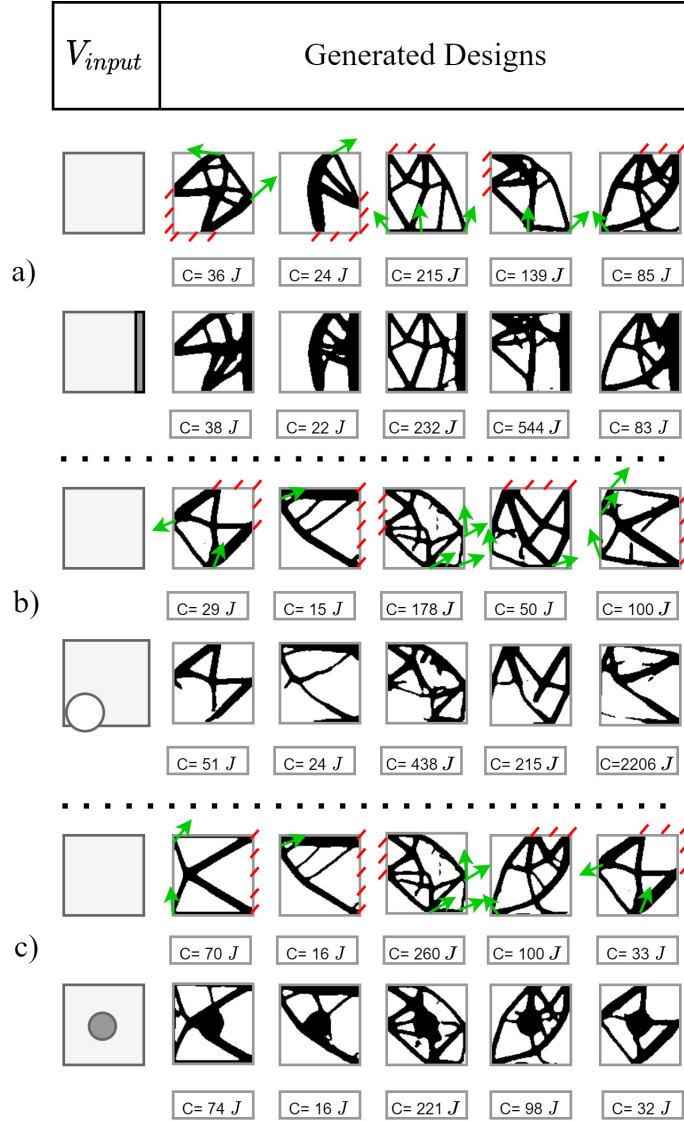 V_input Generated Designs
a)
C= 36 J C= 24 J C= 215 J C= 139 J C= 85 J
C= 38 J C= 22 J C= 232 J C= 544 J C= 83 J
b)
C= 29 J C= 15 J C= 178 J C= 50 J C= 100 J
C= 51 J C= 24 J C= 438 J C= 215 J C=2206 J
c)
C= 70 J C= 16 J C= 260 J C= 100 J C= 33 J
C= 74 J C= 16 J C= 221 J C= 98 J C= 32 J